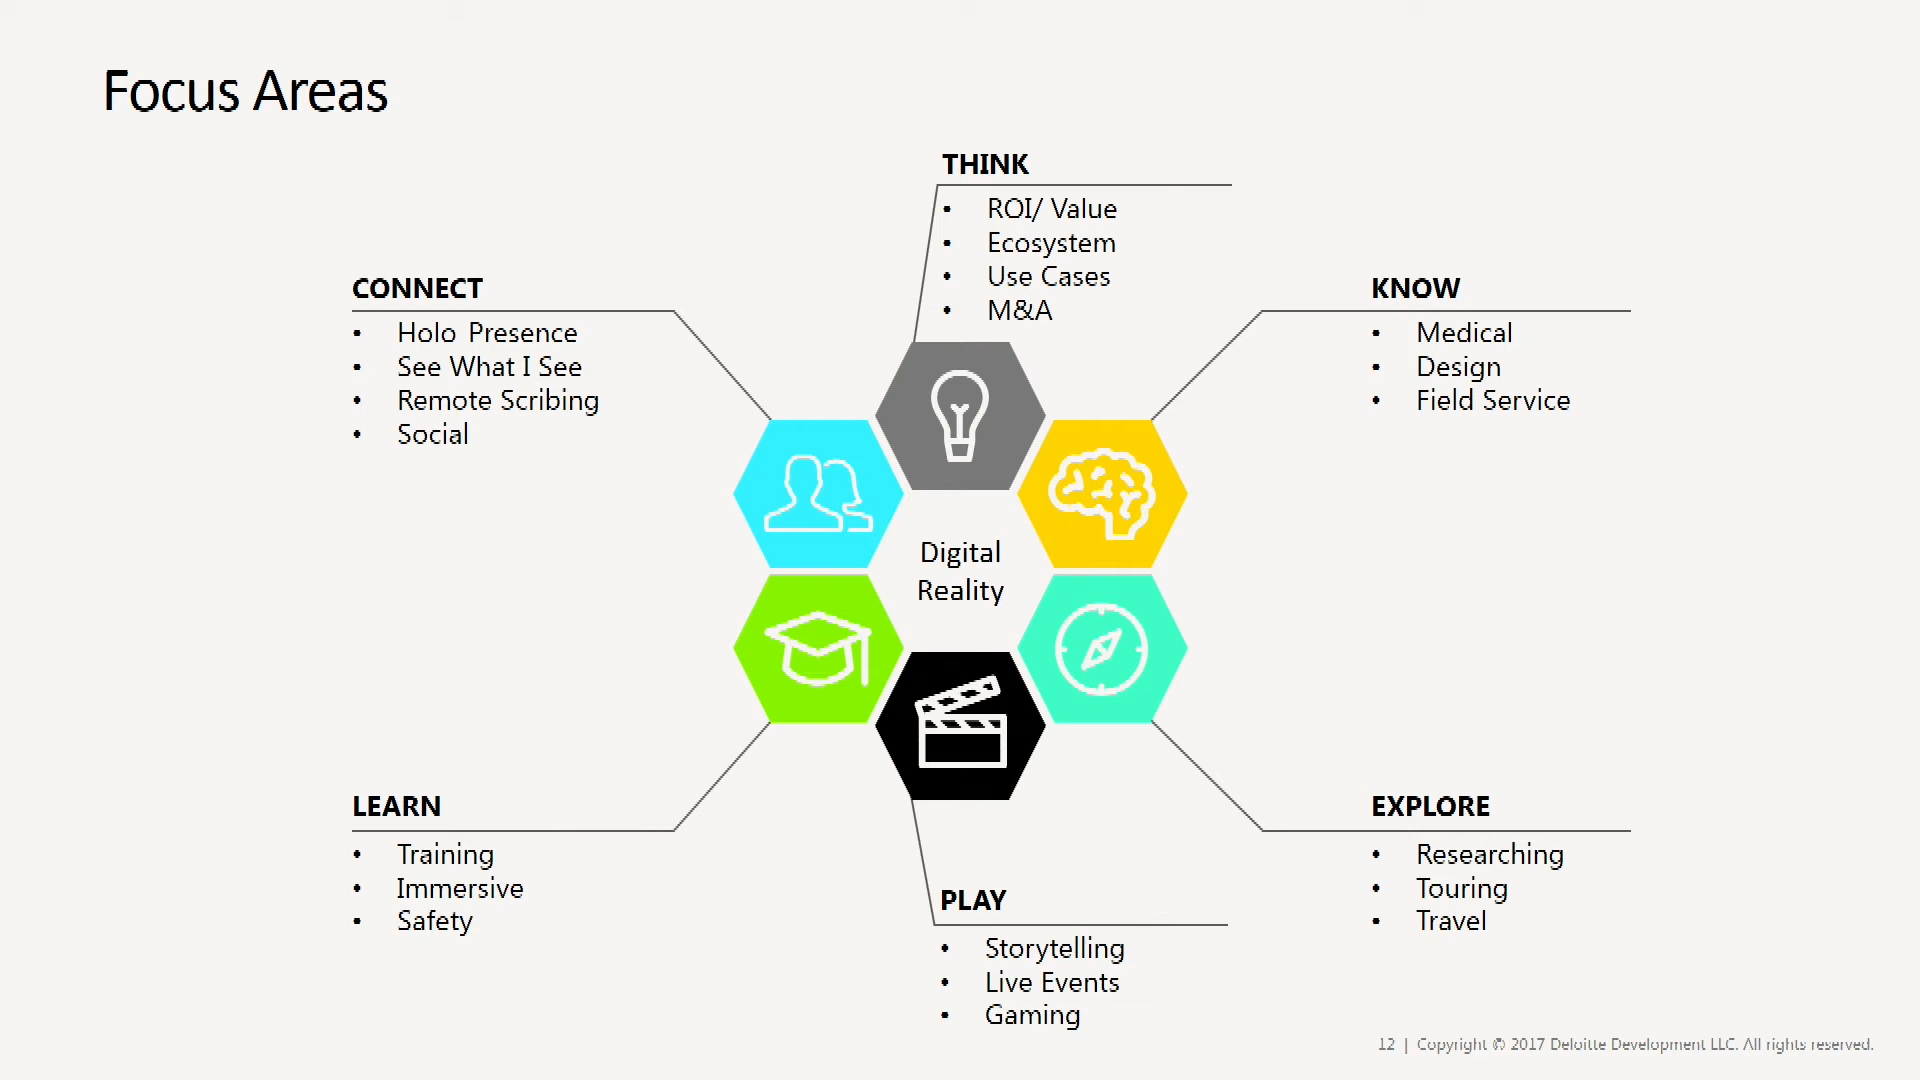 Focus Areas
THINK
• ROI/ Value
• Ecosystem
• Use Cases
• M&A
CONNECT
• Holo Presence
• See What I See
• Remote Scribing
• Social
KNOW
• Medical
• Design
• Field Service
Digital
Reality
LEARN
• Training
• Immersive
• Safety
EXPLORE
• Researching
• Touring
• Travel
PLAY
• Storytelling
• Live Events
• Gaming
12 | Copyright © 2017 Deloitte Development LLC. All rights reserved.